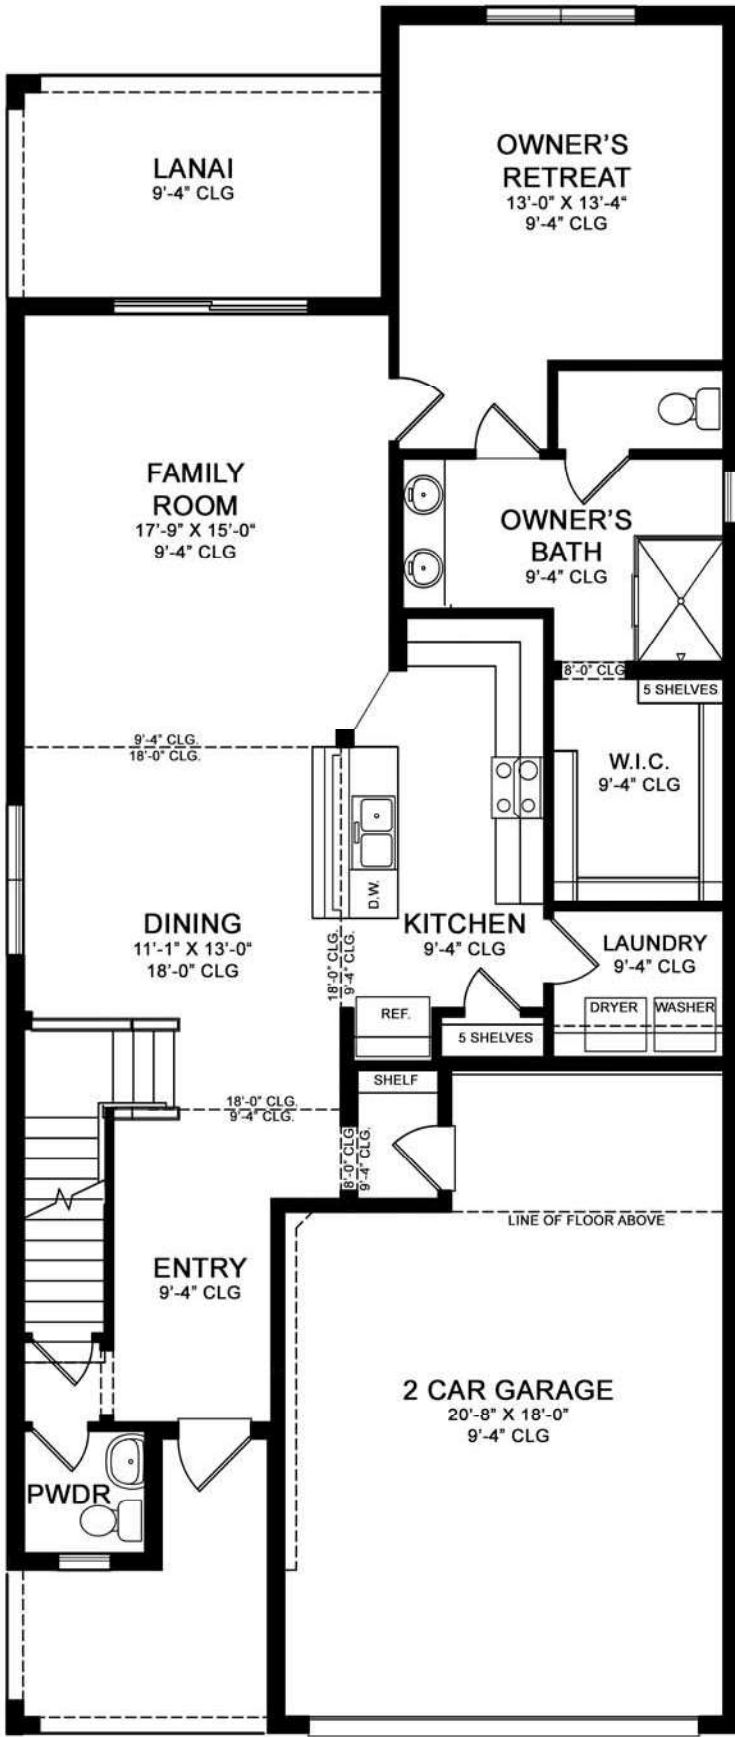 LANAI
9'-4" CLG
OWNER'S
RETREAT
13'-0" X 13'-4"
9'-4" CLG
FAMILY
ROOM
17'-9" X 15'-0"
9'-4" CLG
OWNER'S
BATH
9'-4" CLG
8'-0" CLG
5 SHELVES
W.I.C.
9'-4" CLG
9'-4" CLG.
18'-0" CLG.
D.W.
DINING
11'-1" X 13'-0"
18'-0" CLG
18'-0" CLG.
9'-4" CLG.
KITCHEN
9'-4" CLG
LAUNDRY
9'-4" CLG
DRYER
WASHER
REF.
5 SHELVES
SHELF
18'-0" CLG.
9'-4" CLG.
8'-0" CLG
9'-4" CLG.
LINE OF FLOOR ABOVE
ENTRY
9'-4" CLG
2 CAR GARAGE
20'-8" X 18'-0"
9'-4" CLG
PWDR